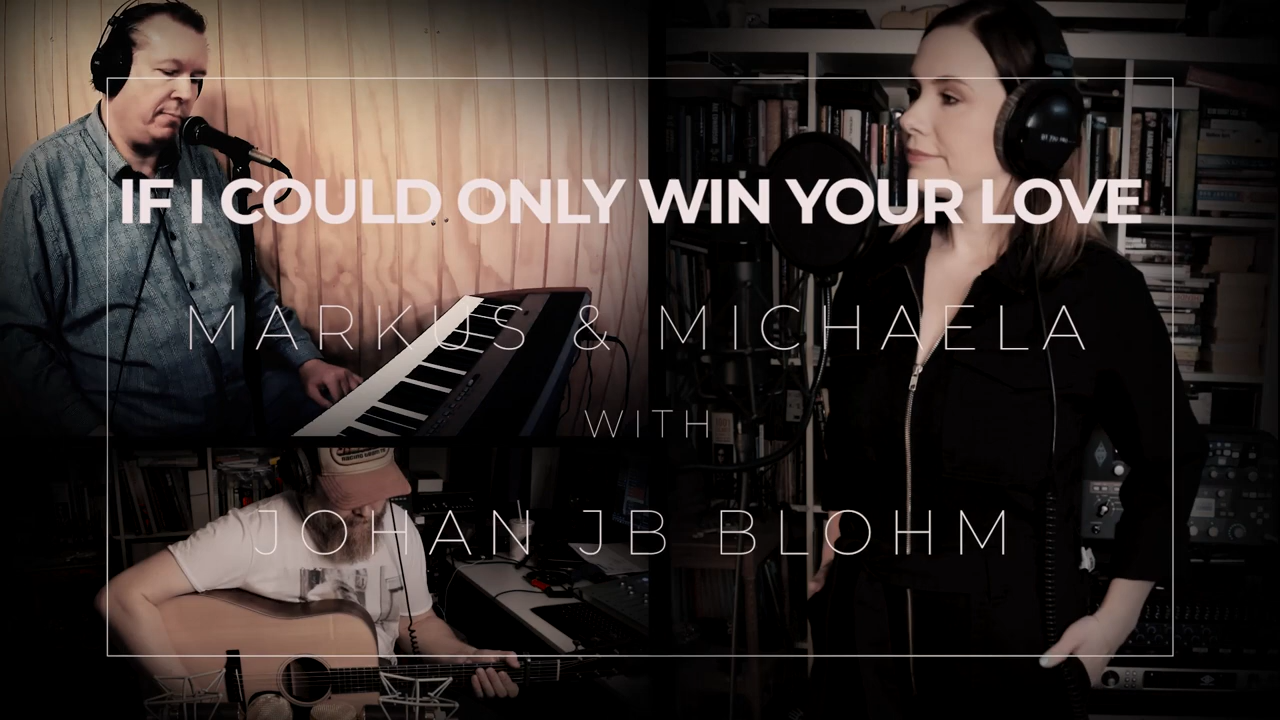 IF I COULD ONLY WIN YOUR LOVE
MARKUS & MICHAELA
WITH
JOHAN JB BLOHM